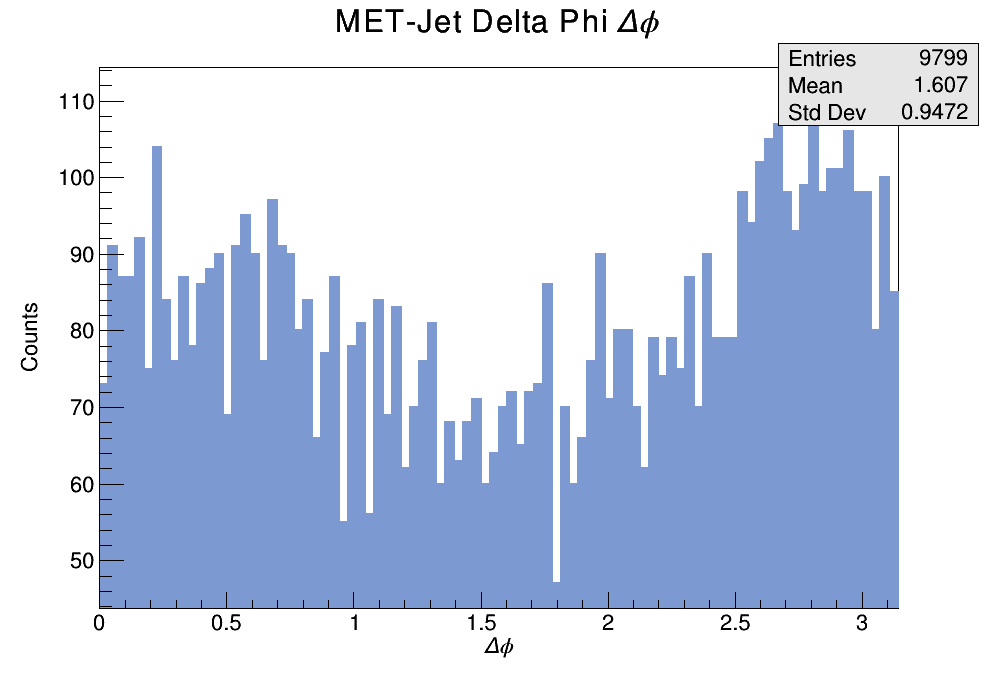 MET-Jet Delta Phi Δϕ
Entries 9799
Mean 1.607
Std Dev 0.9472
110
100
90
80
70
60
50
Counts
0 0.5 1 1.5 2 2.5 3
Δϕ